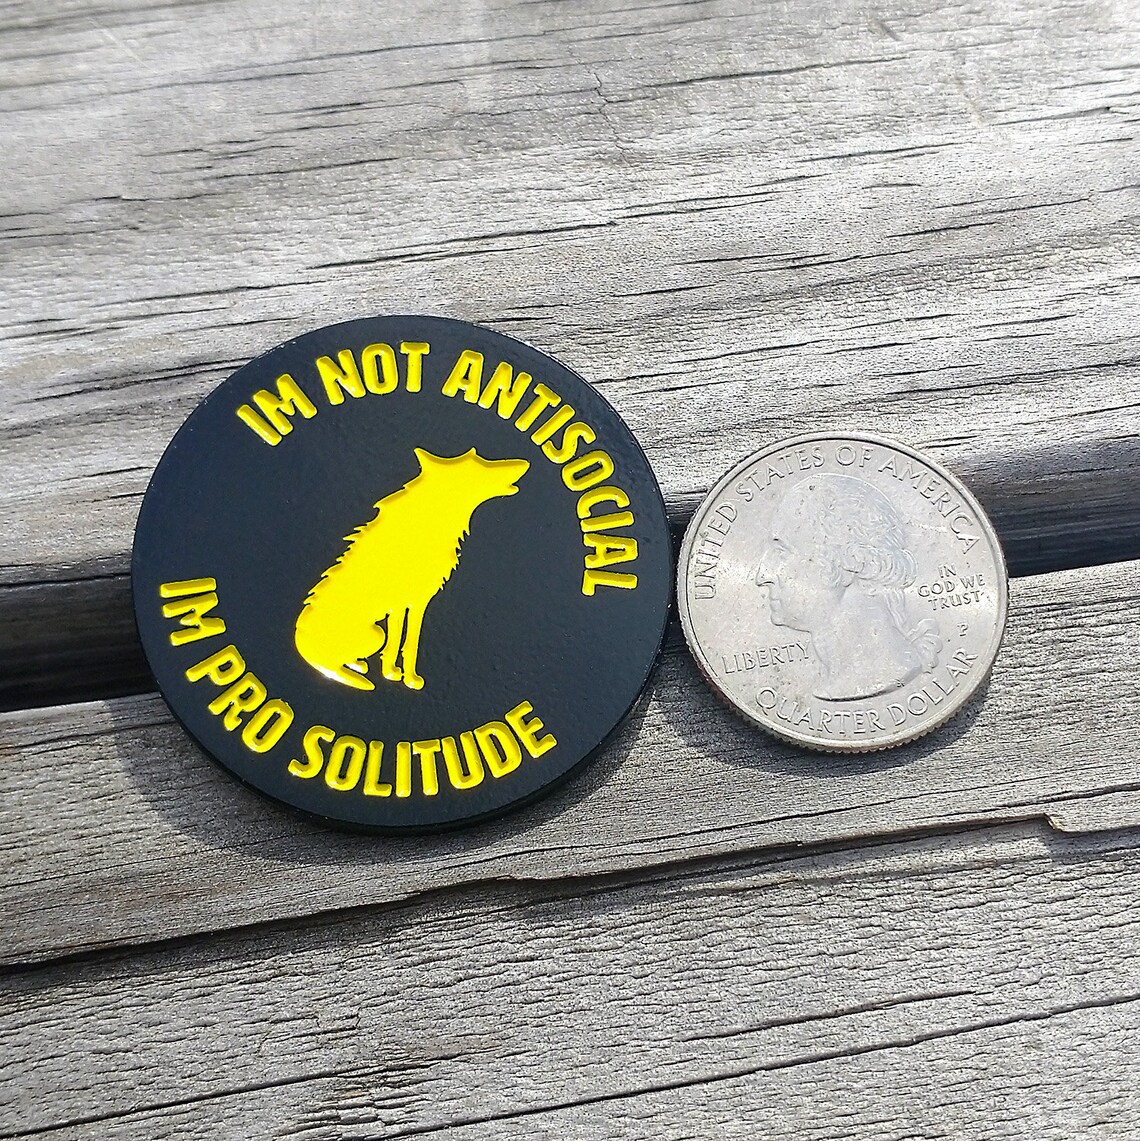 IM NOT ANTISOCIAL
IM PRO SOLITUDE
UNITED STATES OF AMERICA
IN
GOD WE
TRUST
P
LIBERTY
QUARTER DOLLAR